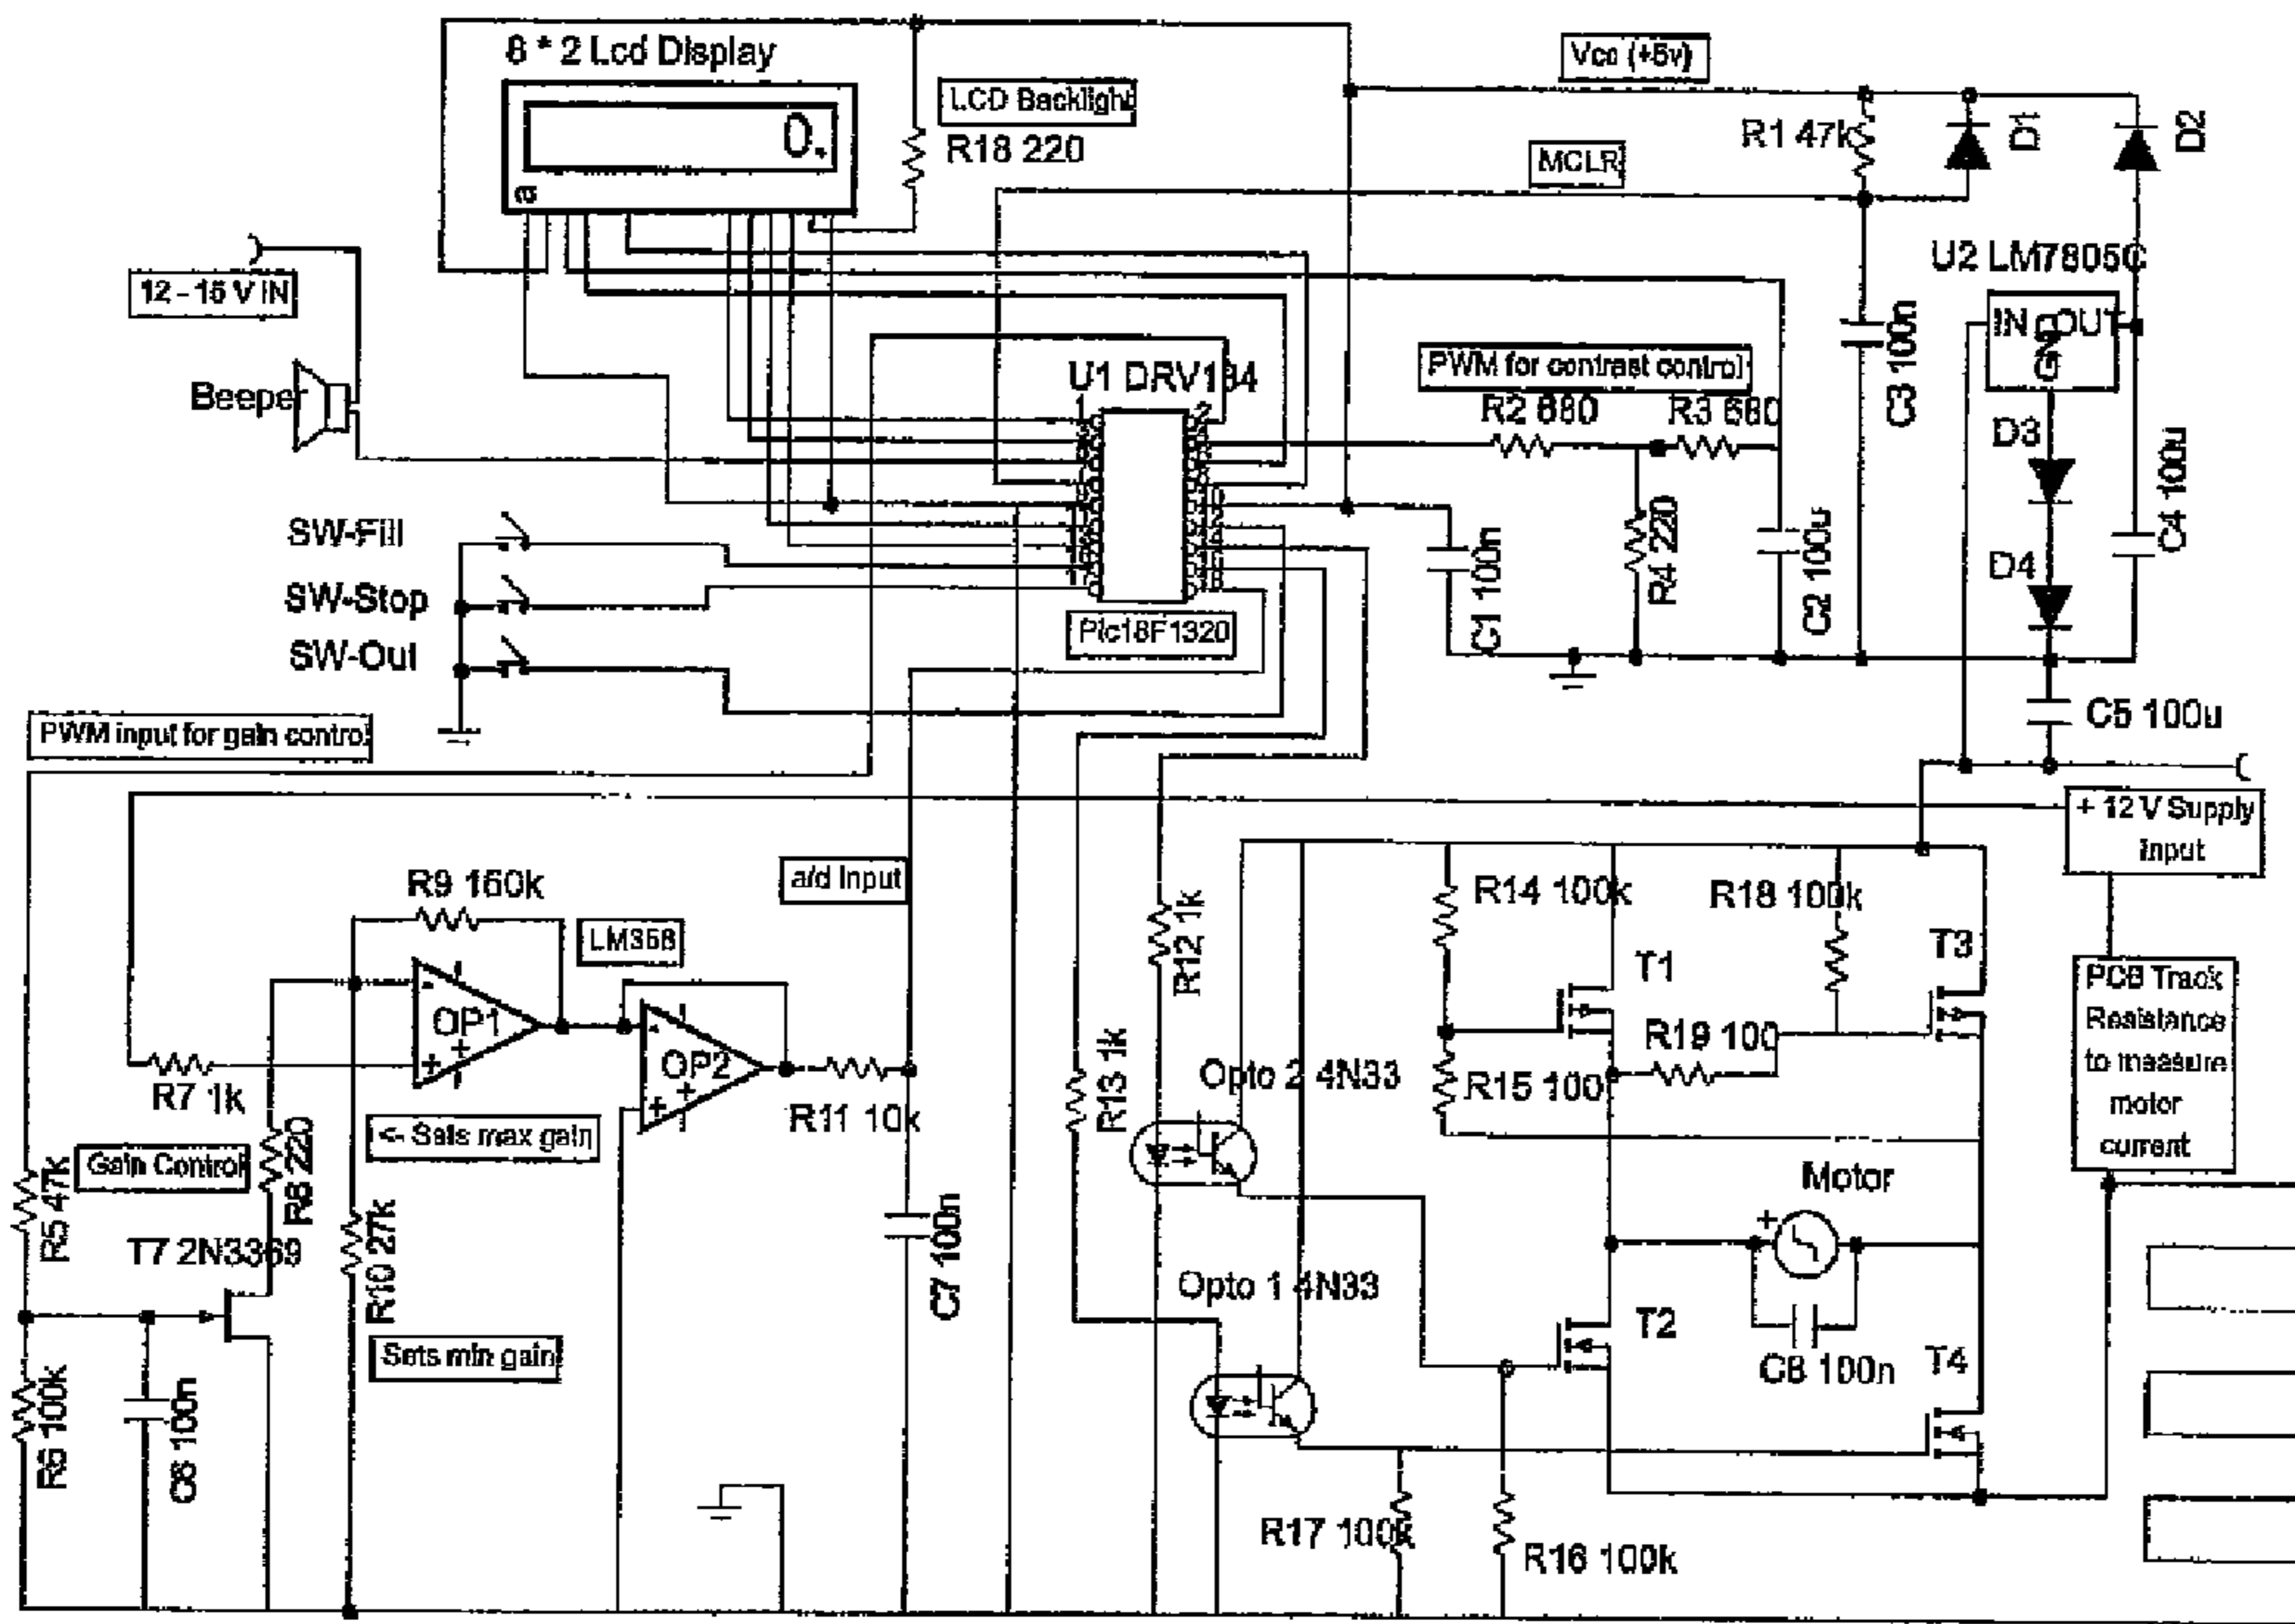 8 * 2 Lcd Display
0.
LCD Backlight
R18 220
Vcc (+5v)
R1 47k
D1
D2
MCLR
12 - 15 V IN
Beeper
U1 DRV134
Pic18F1320
PWM for contrast control
R2 680
R3 680
R4 220
C1 100n
C2 100u
C3 100n
U2 LM7805C
IN
OUT
GND
D3
D4
C4 100u
C5 100u
SW-Fill
SW-Stop
SW-Out
PWM input for gain control
+ 12 V Supply
Input
a/d Input
R9 150k
LM358
OP1
OP2
R7 1k
R11 10k
<- Sets max gain
Gain Control
R8 220
R5 47k
T7 2N3369
R10 27k
Sets min gain
R6 100k
C6 100n
C7 100n
R12 1k
R13 1k
Opto 2 4N33
Opto 1 4N33
R14 100k
R18 100k
T1
T3
R19 100
R15 100
Motor
+
T2
T4
C8 100n
R17 100k
R16 100k
PCB Track
Resistance
to measure
motor
current